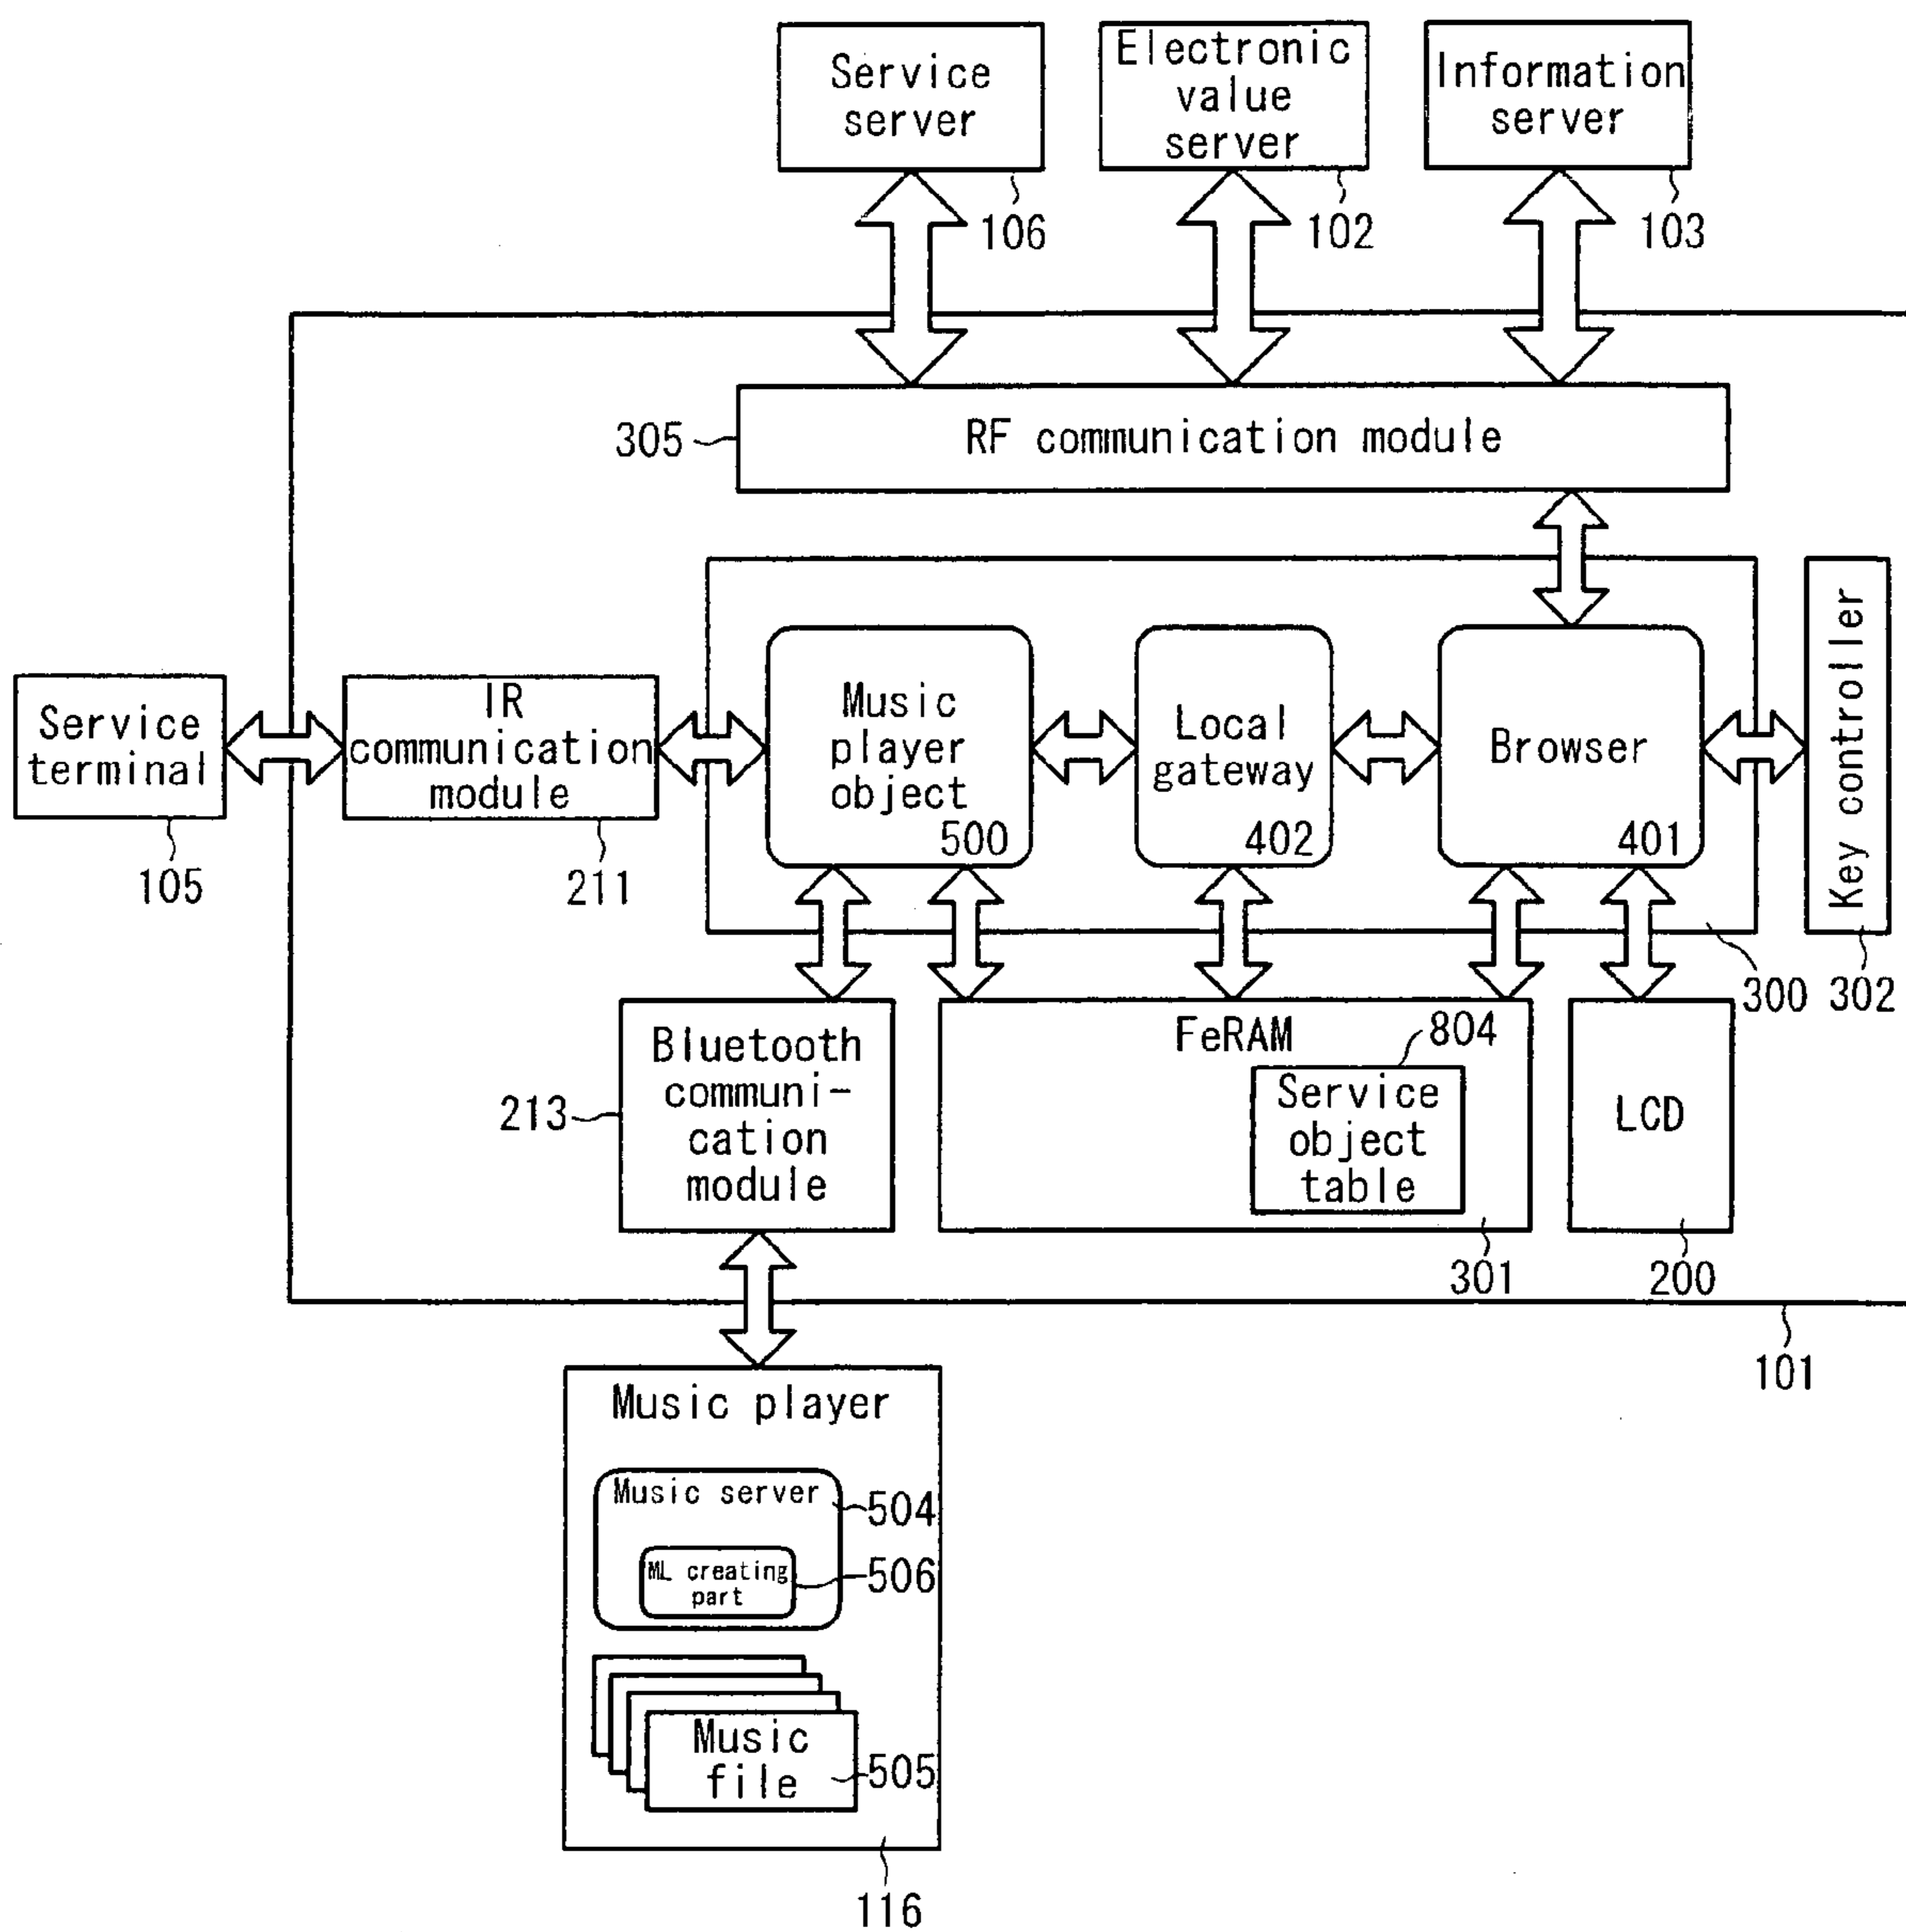 Service
server
Electronic
value
server
Information
server
106
102
103
305
RF communication module
Service
terminal
105
IR
communication
module
211
Music
player
object
500
Local
gateway
402
Browser
401
Key controller
300
302
213
Bluetooth
communi-
cation
module
FeRAM
804
Service
object
table
301
LCD
200
101
Music player
Music server
504
ML creating
part
506
Music
file
505
116